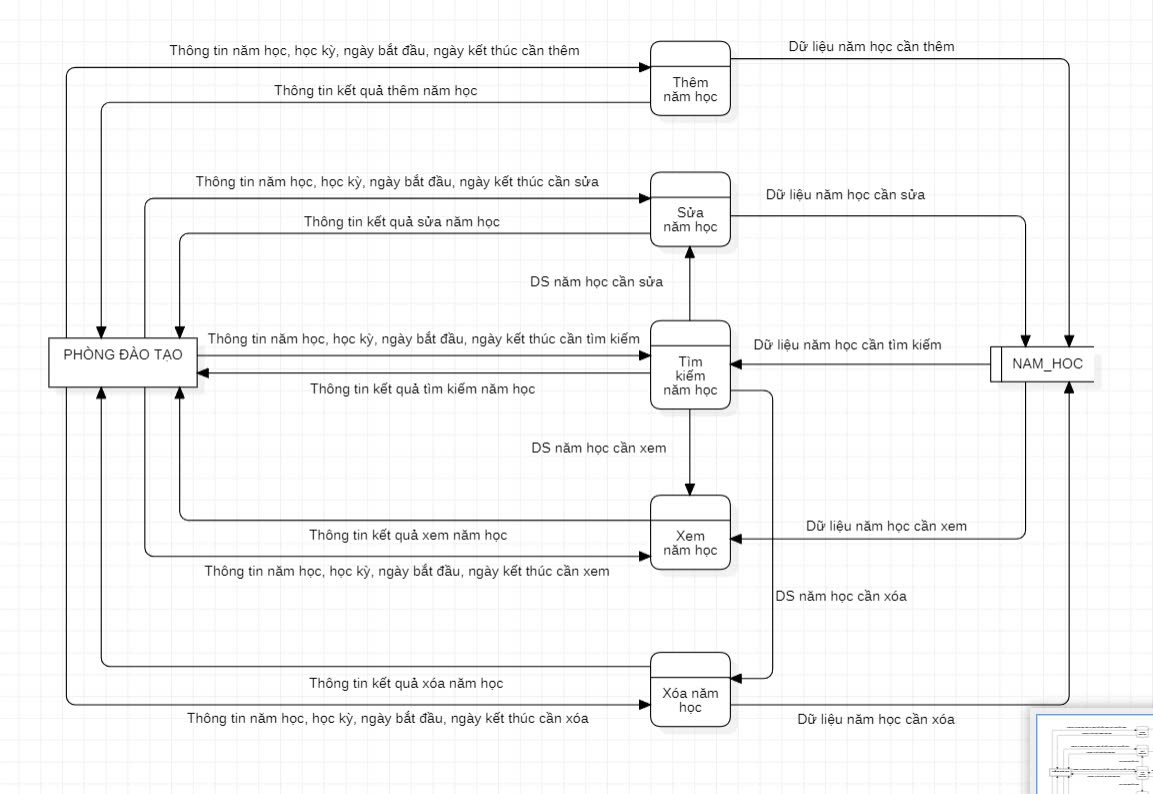 Thông tin năm học, học kỳ, ngày bắt đầu, ngày kết thúc cần thêm
Dữ liệu năm học cần thêm
Thêm
năm học
Thông tin kết quả thêm năm học
Thông tin năm học, học kỳ, ngày bắt đầu, ngày kết thúc cần sửa
Dữ liệu năm học cần sửa
Sửa
năm học
Thông tin kết quả sửa năm học
DS năm học cần sửa
Thông tin năm học, học kỳ, ngày bắt đầu, ngày kết thúc cần tìm kiếm
Dữ liệu năm học cần tìm kiếm
PHÒNG ĐÀO TẠO
Tìm
kiếm
năm học
NAM_HOC
Thông tin kết quả tìm kiếm năm học
DS năm học cần xem
Thông tin kết quả xem năm học
Xem
năm học
Dữ liệu năm học cần xem
Thông tin năm học, học kỳ, ngày bắt đầu, ngày kết thúc cần xem
DS năm học cần xóa
Thông tin kết quả xóa năm học
Xóa năm
học
Thông tin năm học, học kỳ, ngày bắt đầu, ngày kết thúc cần xóa
Dữ liệu năm học cần xóa